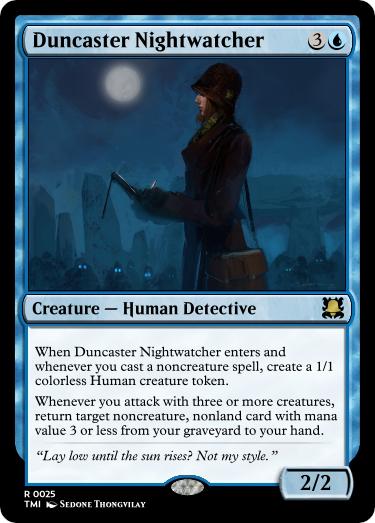 Duncaster Nightwatcher 3
Creature — Human Detective
When Duncaster Nightwatcher enters and
whenever you cast a noncreature spell, create a 1/1
colorless Human creature token.
Whenever you attack with three or more creatures,
return target noncreature, nonland card with mana
value 3 or less from your graveyard to your hand.
“Lay low until the sun rises? Not my style.”
2/2
R 0025
TMI Sedone Thongvilay